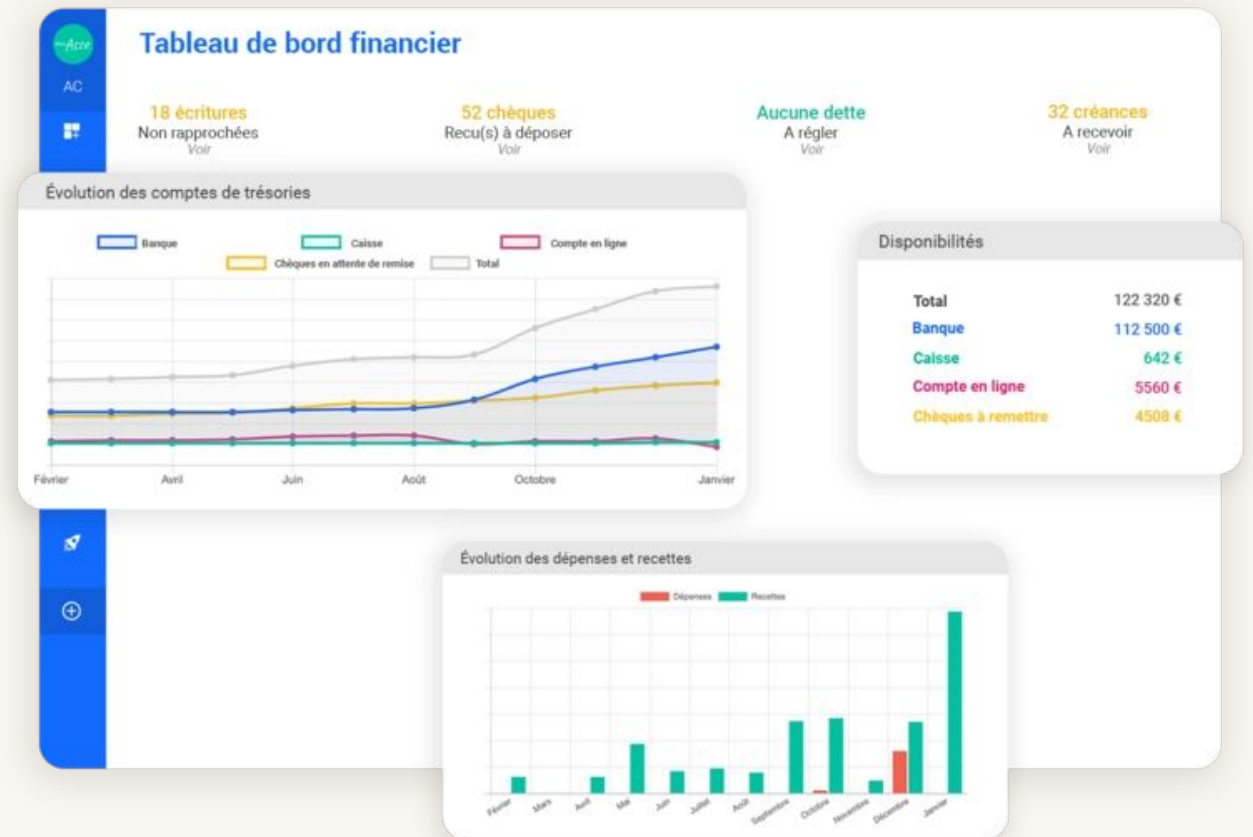 Acce
AC
Tableau de bord financier
18 écritures
Non rapprochées
Voir
52 chèques
Recu(s) à déposer
Voir
Aucune dette
A régler
Voir
32 créances
A recevoir
Voir
Évolution des comptes de trésories
Banque Caisse Compte en ligne
Chèques en attente de remise Total
Février Avril Juin Août Octobre Janvier
Disponibilités
Total 122 320 €
Banque 112 500 €
Caisse 642 €
Compte en ligne 5560 €
Chèques à remettre 4508 €
Évolution des dépenses et recettes
Dépenses Recettes
Février Mars Avril Mai Juin Juillet Août Septembre Octobre Novembre Décembre Janvier